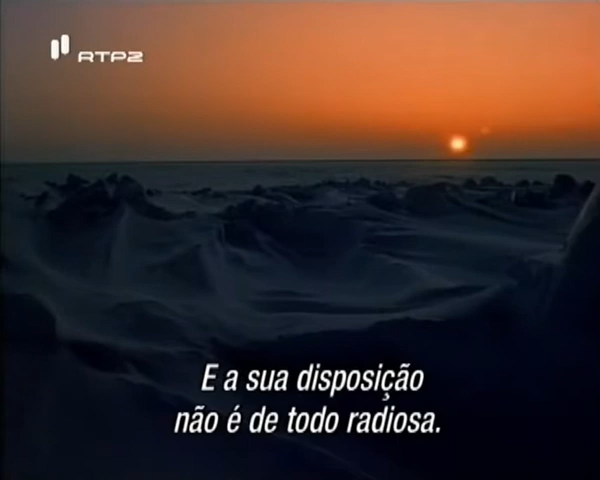 RTP2
E a sua disposição
não é de todo radiosa.